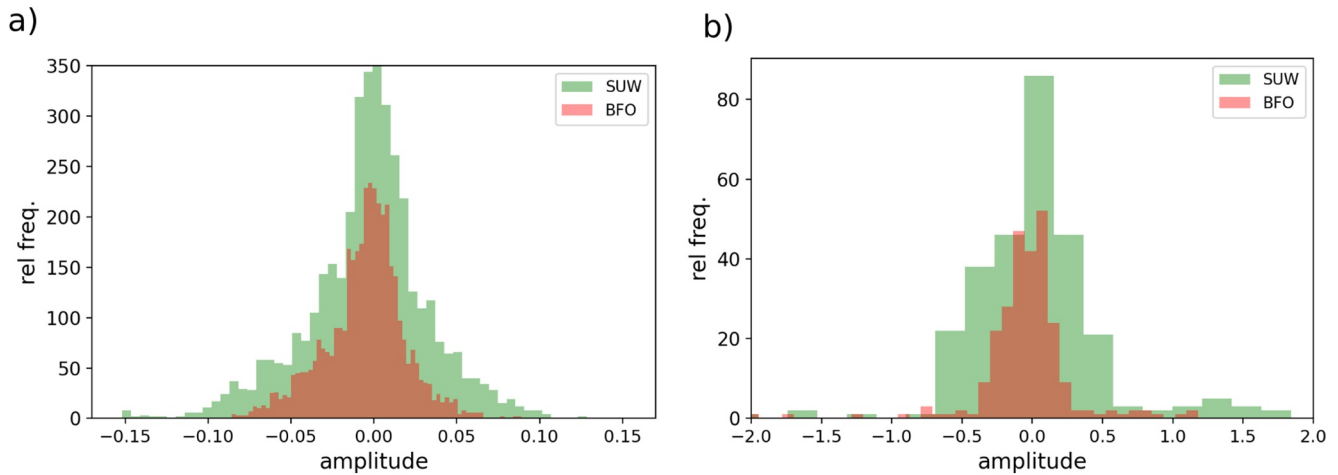 a)
350
300
250
200
150
100
50
0
rel freq.
−0.15 −0.10 −0.05 0.00 0.05 0.10 0.15
amplitude
SUW
BFO
b)
80
60
40
20
0
rel freq.
−2.0 −1.5 −1.0 −0.5 0.0 0.5 1.0 1.5 2.0
amplitude
SUW
BFO